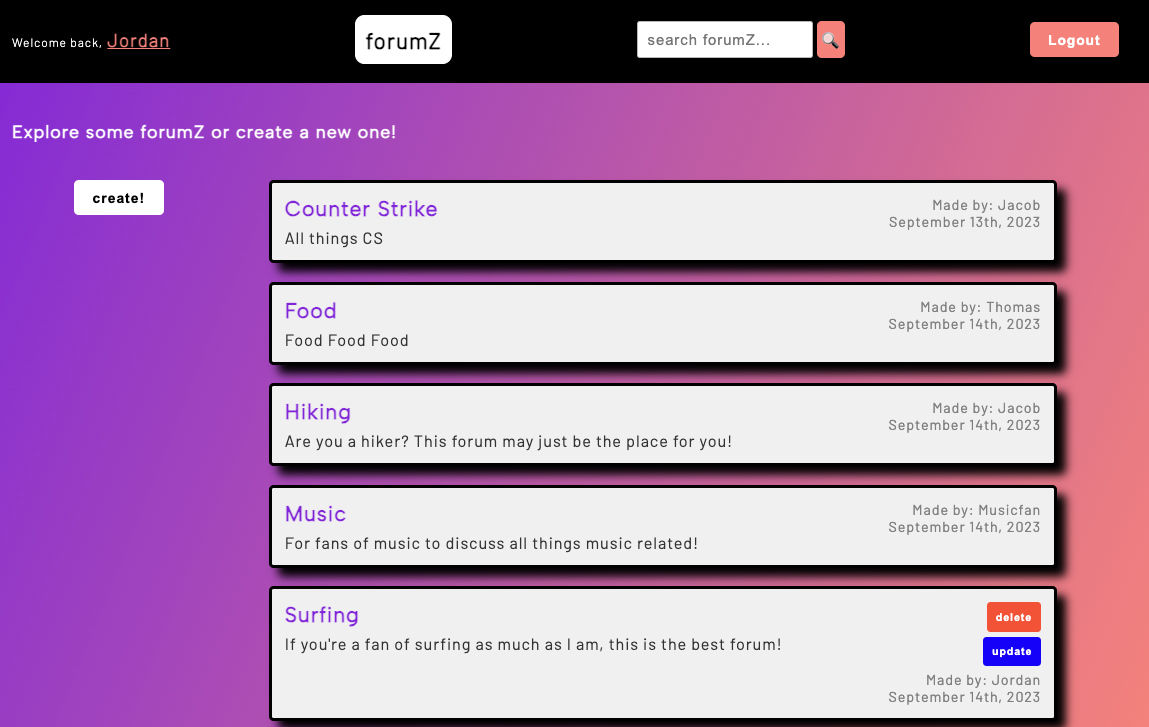 Welcome back, Jordan
forumZ
search forumZ...
Logout
Explore some forumZ or create a new one!
create!
Counter Strike
All things CS
Made by: Jacob
September 13th, 2023
Food
Food Food Food
Made by: Thomas
September 14th, 2023
Hiking
Are you a hiker? This forum may just be the place for you!
Made by: Jacob
September 14th, 2023
Music
For fans of music to discuss all things music related!
Made by: Musicfan
September 14th, 2023
Surfing
If you're a fan of surfing as much as I am, this is the best forum!
delete
update
Made by: Jordan
September 14th, 2023